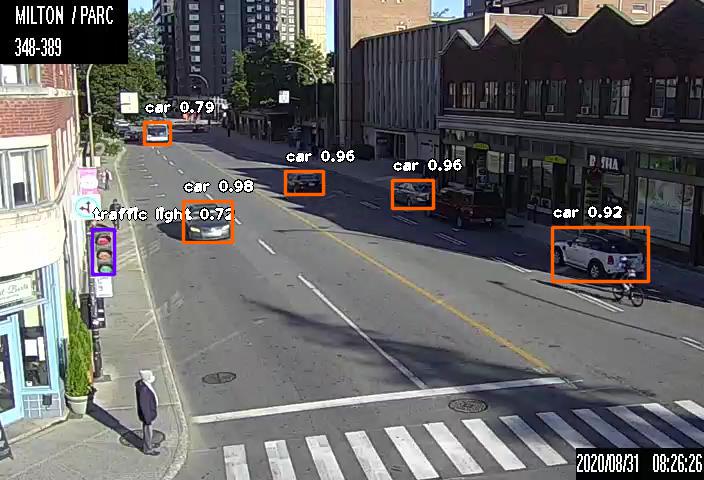 MILTON / PARC
348-389
car 0.79
car 0.96
car 0.96
car 0.98
traffic light 0.72
car 0.92
2020/08/31 08:26:26